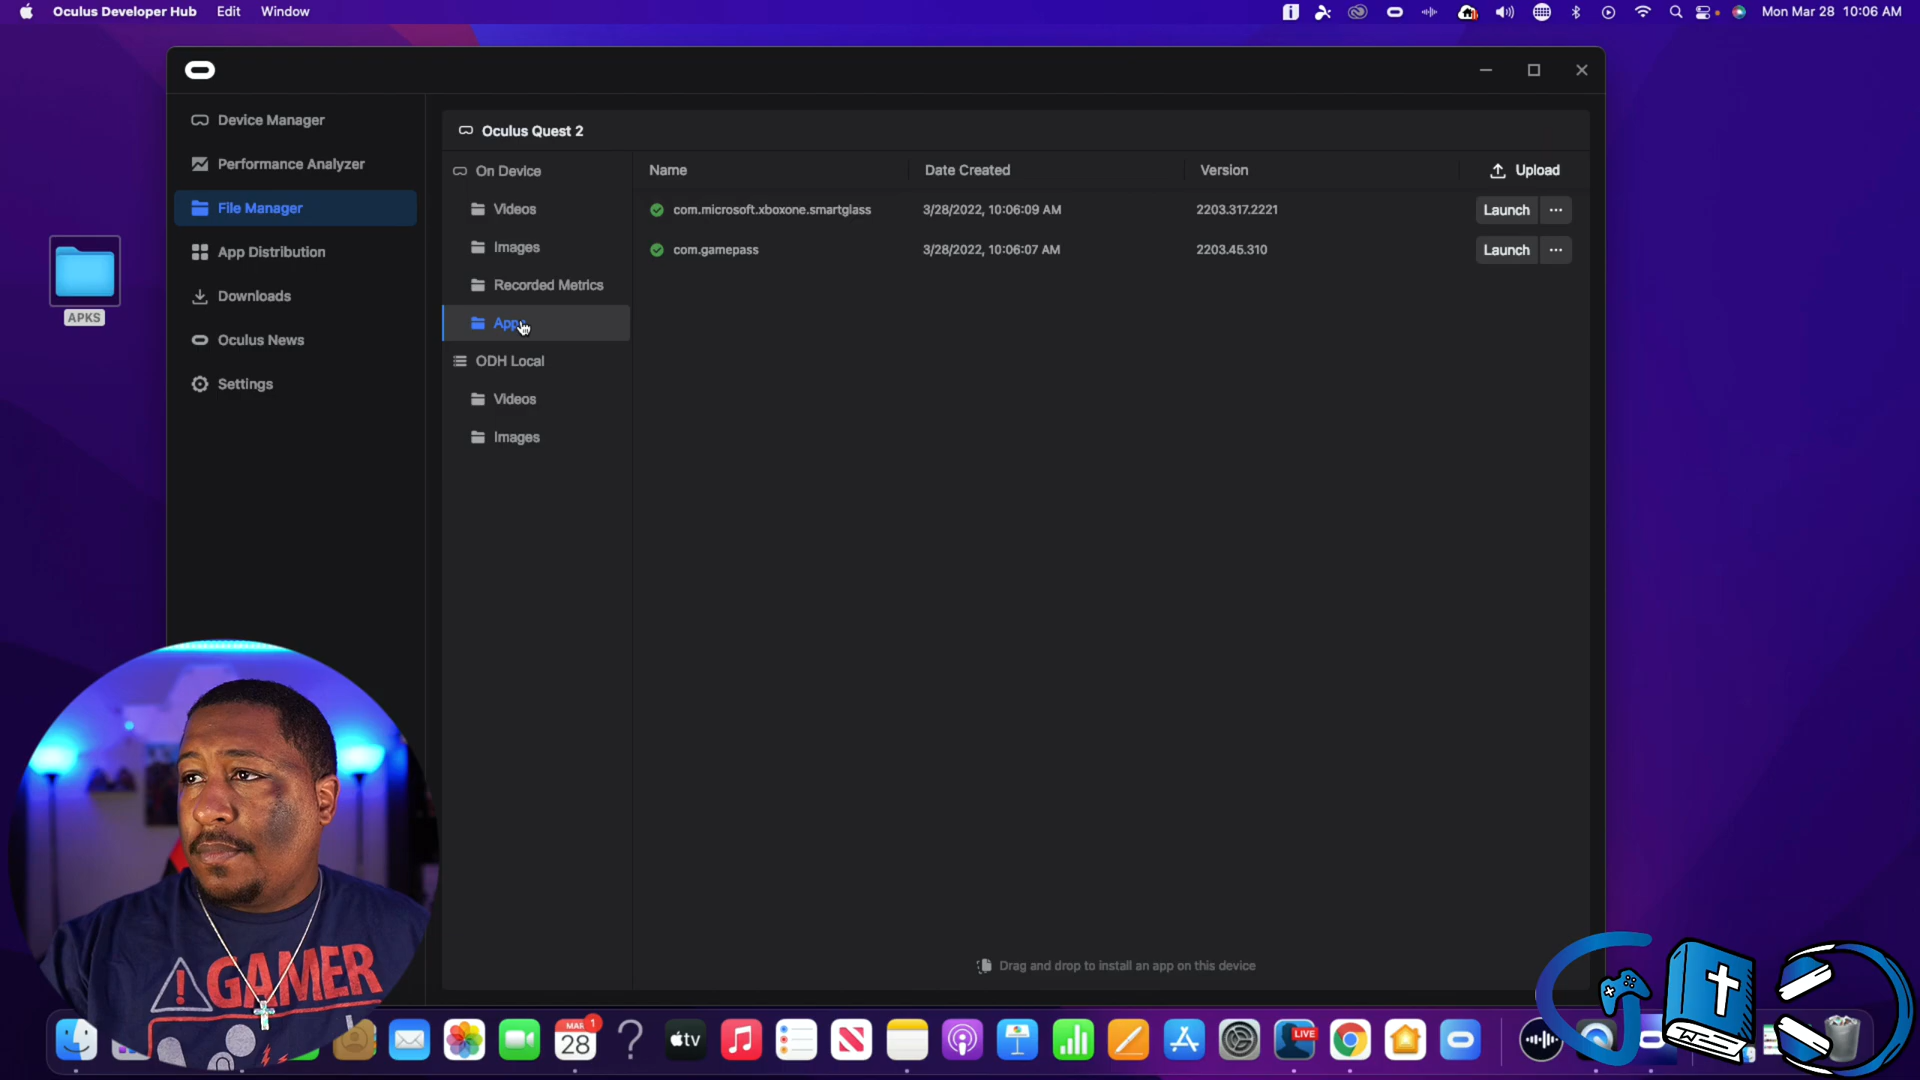 Oculus Developer Hub Edit Window Mon Mar 28 10:06 AM
Device Manager
Performance Analyzer
File Manager
App Distribution
Downloads
Oculus News
Settings
APKS
Oculus Quest 2
On Device
Videos
Images
Recorded Metrics
Apps
ODH Local
Videos
Images
Name Date Created Version Upload
com.microsoft.xboxone.smartglass 3/28/2022, 10:06:09 AM 2203.317.2221 Launch
com.gamepass 3/28/2022, 10:06:07 AM 2203.45.310 Launch
Drag and drop to install an app on this device
GAMER
MAR
28
1
tv
LIVE